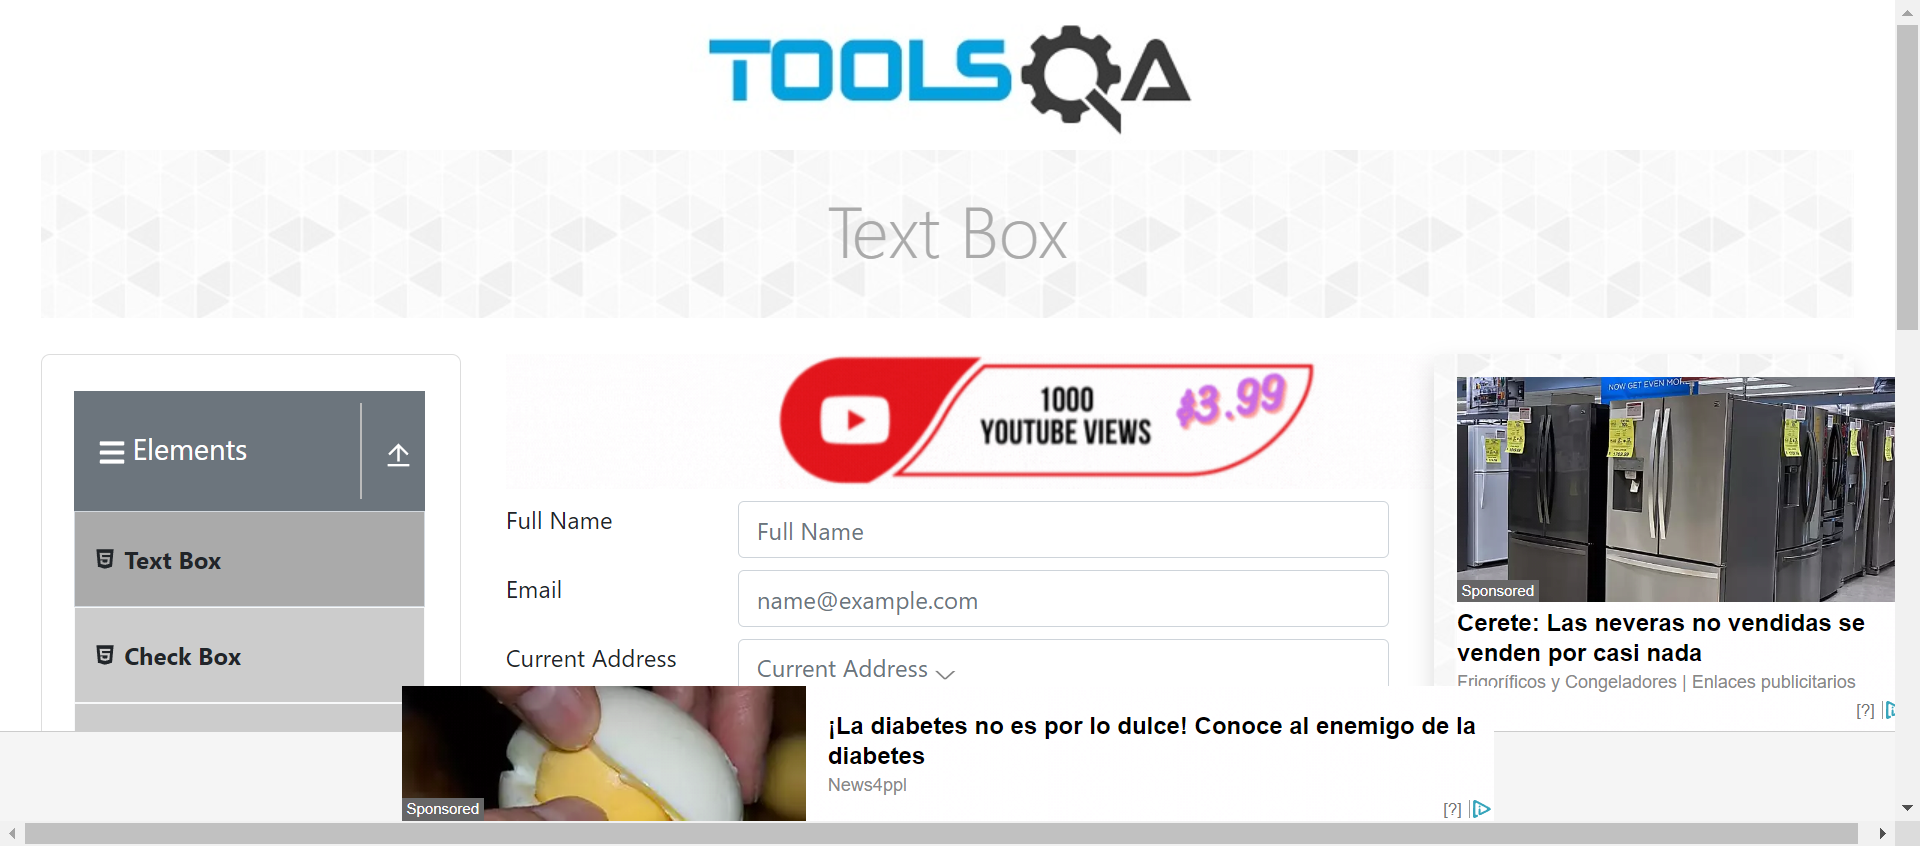 TOOLSQA
Text Box
Elements
Text Box
Check Box
1000
YOUTUBE VIEWS
$3.99
Full Name
Full Name
Email
name@example.com
Current Address
Current Address
NOW GET EVEN MOR
Sponsored
Cerete: Las neveras no vendidas se
venden por casi nada
Frigoríficos y Congeladores | Enlaces publicitarios
[?]
Sponsored
¡La diabetes no es por lo dulce! Conoce al enemigo de la
diabetes
News4ppl
[?]